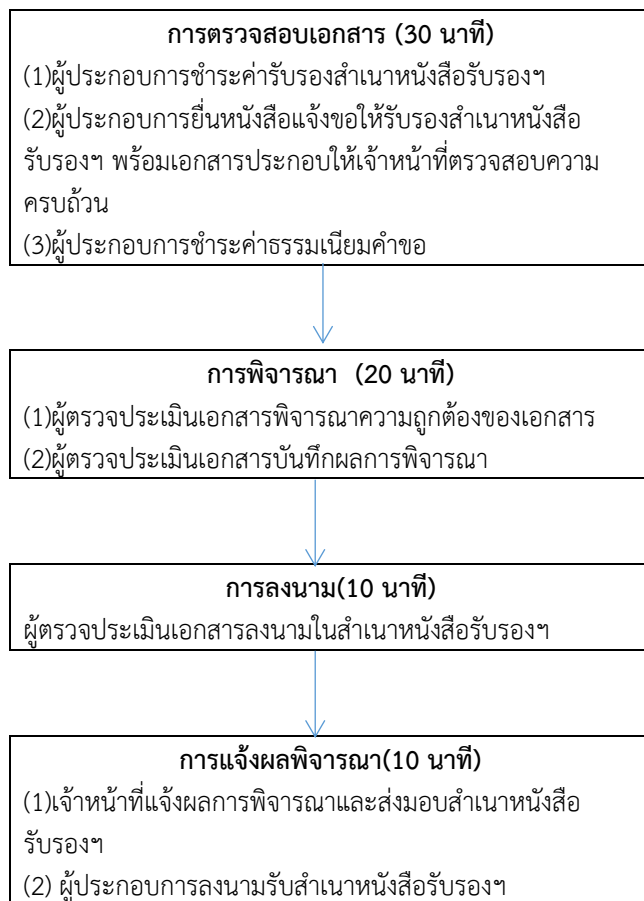 การตรวจสอบเอกสาร (30 นาที)
(1)ผู้ประกอบการชำระค่ารับรองสำเนาหนังสือรับรองฯ
(2)ผู้ประกอบการยื่นหนังสือแจ้งขอให้รับรองสำเนาหนังสือ
รับรองฯ พร้อมเอกสารประกอบให้เจ้าหน้าที่ตรวจสอบความ
ครบถ้วน
(3)ผู้ประกอบการชำระค่าธรรมเนียมคำขอ
การพิจารณา (20 นาที)
(1)ผู้ตรวจประเมินเอกสารพิจารณาความถูกต้องของเอกสาร
(2)ผู้ตรวจประเมินเอกสารบันทึกผลการพิจารณา
การลงนาม(10 นาที)
ผู้ตรวจประเมินเอกสารลงนามในสำเนาหนังสือรับรองฯ
การแจ้งผลพิจารณา(10 นาที)
(1)เจ้าหน้าที่แจ้งผลการพิจารณาและส่งมอบสำเนาหนังสือ
รับรองฯ
(2) ผู้ประกอบการลงนามรับสำเนาหนังสือรับรองฯ